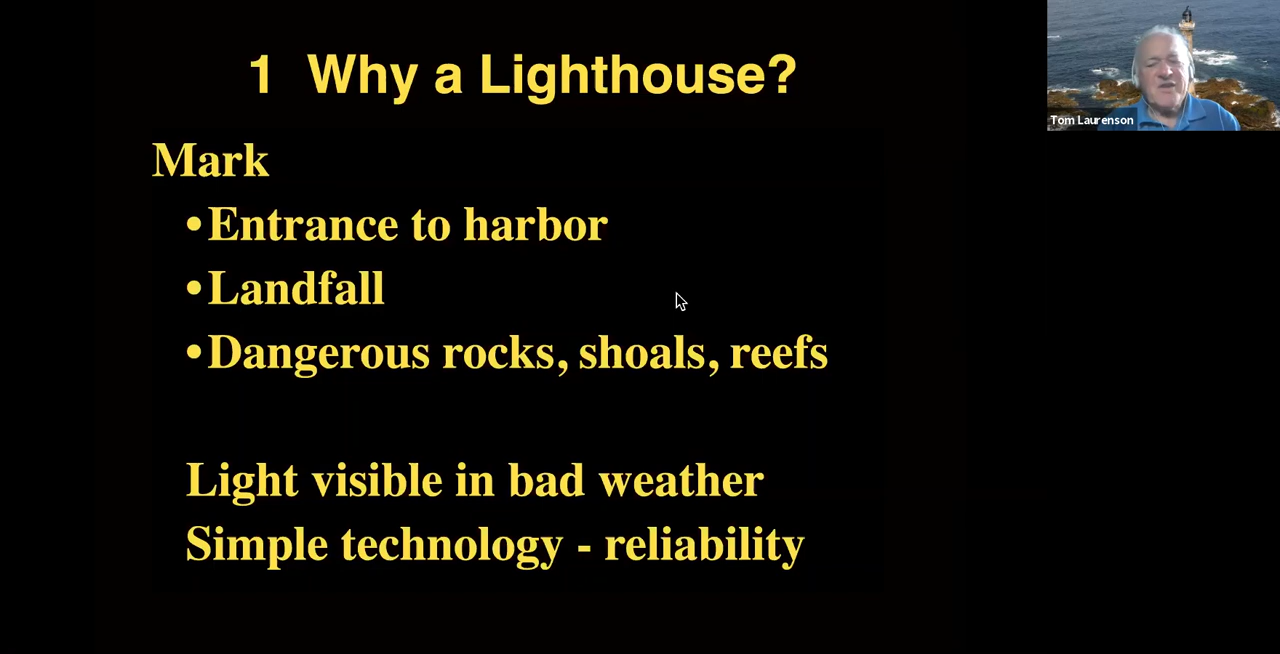 1 Why a Lighthouse?
Mark
•Entrance to harbor
•Landfall
•Dangerous rocks, shoals, reefs
Light visible in bad weather
Simple technology - reliability
Tom Laurenson